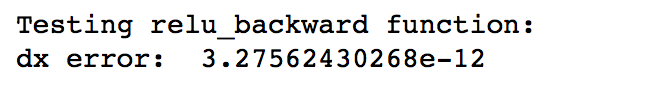 Testing relu_backward function:
dx error:  3.27562430268e-12